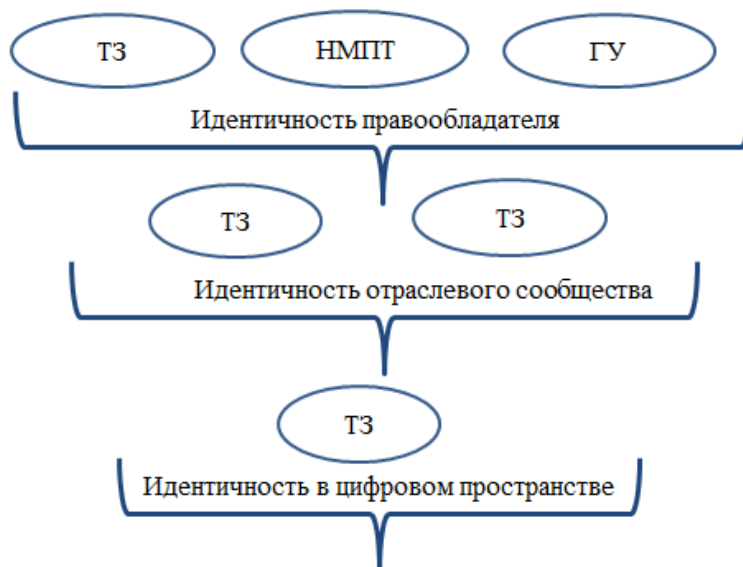 ТЗ НМПТ ГУ
Идентичность правообладателя
ТЗ ТЗ
Идентичность отраслевого сообщества
ТЗ
Идентичность в цифровом пространстве